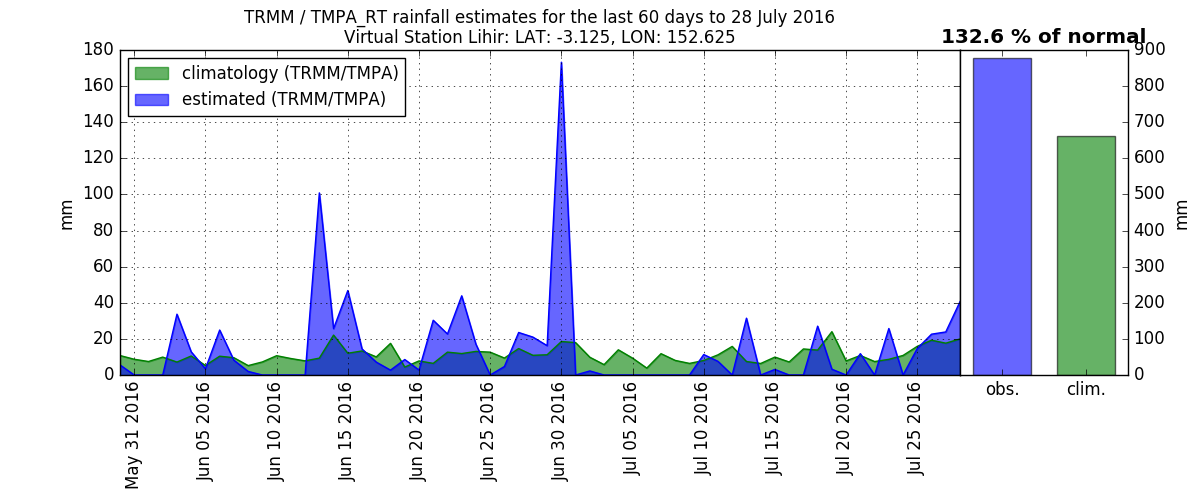 TRMM / TMPA_RT rainfall estimates for the last 60 days to 28 July 2016
Virtual Station Lihir: LAT: -3.125, LON: 152.625
132.6 % of normal
climatology (TRMM/TMPA)
estimated (TRMM/TMPA)
mm
180
160
140
120
100
80
60
40
20
0
May 31 2016
Jun 05 2016
Jun 10 2016
Jun 15 2016
Jun 20 2016
Jun 25 2016
Jun 30 2016
Jul 05 2016
Jul 10 2016
Jul 15 2016
Jul 20 2016
Jul 25 2016
obs.
clim.
900
800
700
600
500
400
300
200
100
0
mm